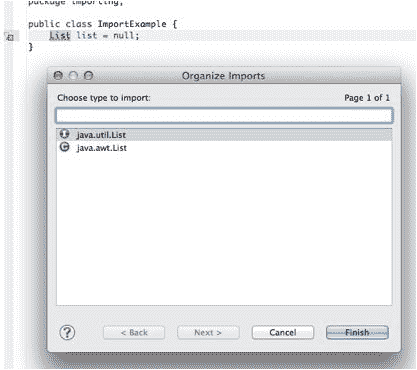 package importing;
public class ImportExample {
List list = null;
}
Organize Imports
Choose type to import:
Page 1 of 1
java.util.List
java.awt.List
?
< Back
Next >
Cancel
Finish